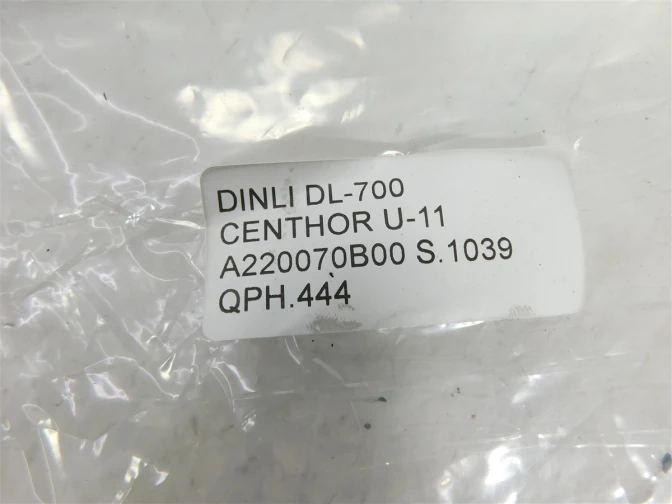 DINLI DL-700
CENTHOR U-11
A220070B00 S.1039
QPH.444